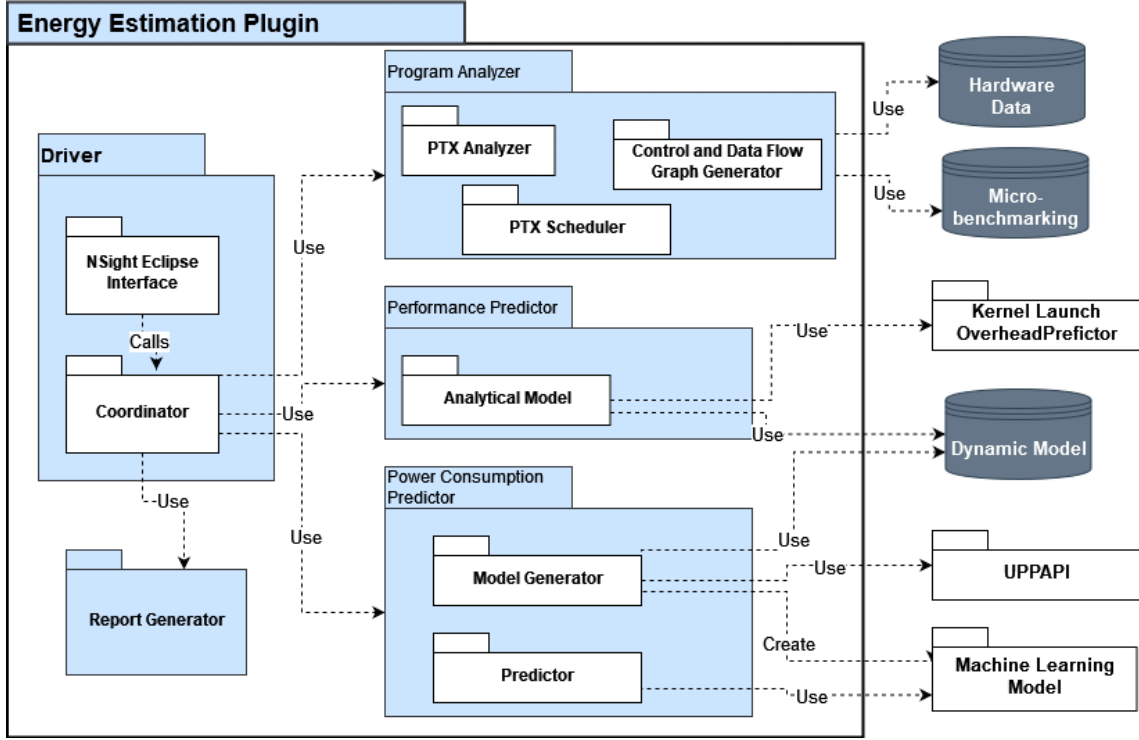 Energy Estimation Plugin
Driver
NSight Eclipse
Interface
Calls
Coordinator
Use
Report Generator
Use
Use
Use
Program Analyzer
PTX Analyzer
Control and Data Flow
Graph Generator
PTX Scheduler
Performance Predictor
Analytical Model
Power Consumption
Predictor
Model Generator
Predictor
Use
Use
Use
Use
Use
Use
Create
Use
Hardware
Data
Micro-
benchmarking
Kernel Launch
OverheadPrefictor
Dynamic Model
UPPAPI
Machine Learning
Model